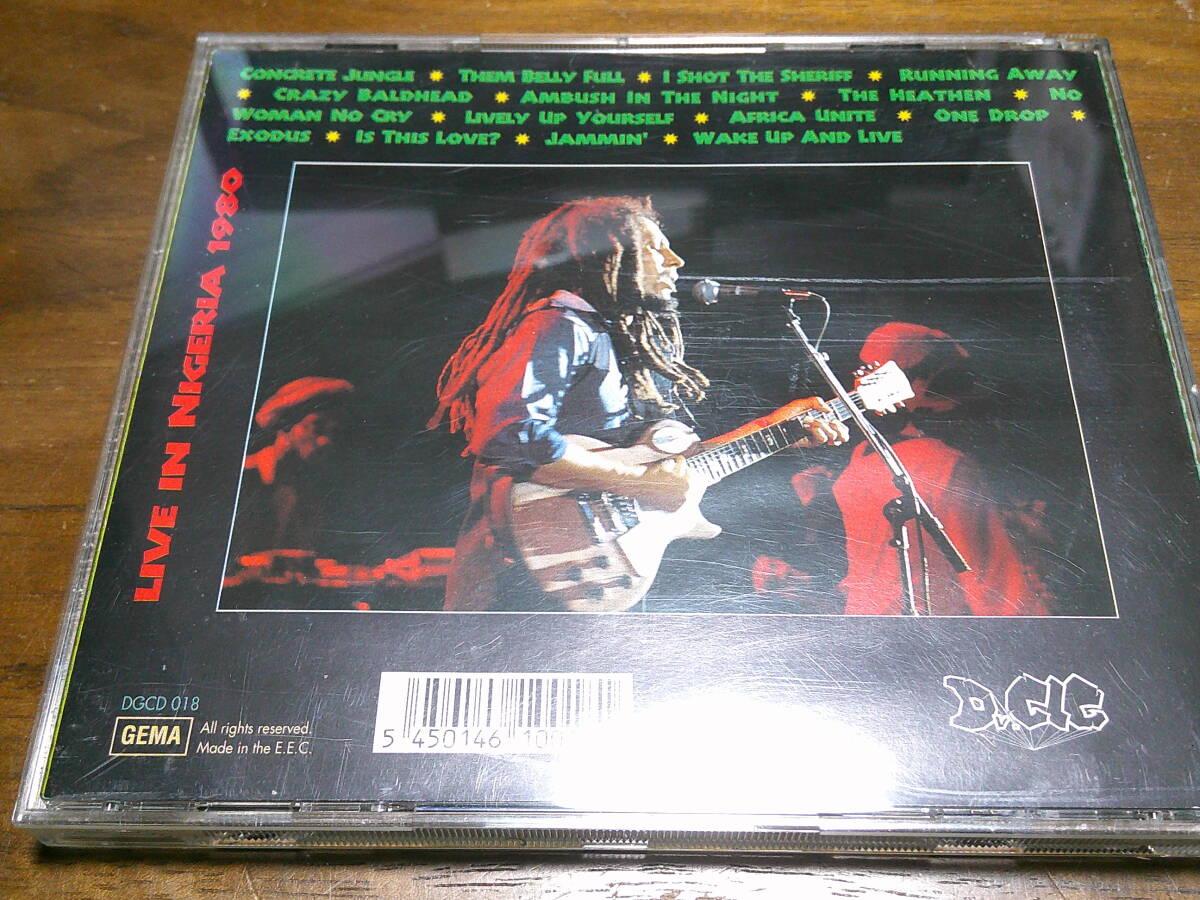 Concrete Jungle ✹ Them Belly Full ✹ I Shot The Sheriff ✹ Running Away
✹ Crazy Baldhead ✹ Ambush In The Night ✹ The Heathen ✹ No
Woman No Cry ✹ Lively Up Yourself ✹ Africa Unite ✹ One Drop ✹
Exodus ✹ Is This Love? ✹ Jammin' ✹ Wake Up And Live
Live in Nigeria 1980
DGCD 018
GEMA
All rights reserved.
Made in the E.E.C.
5 450146